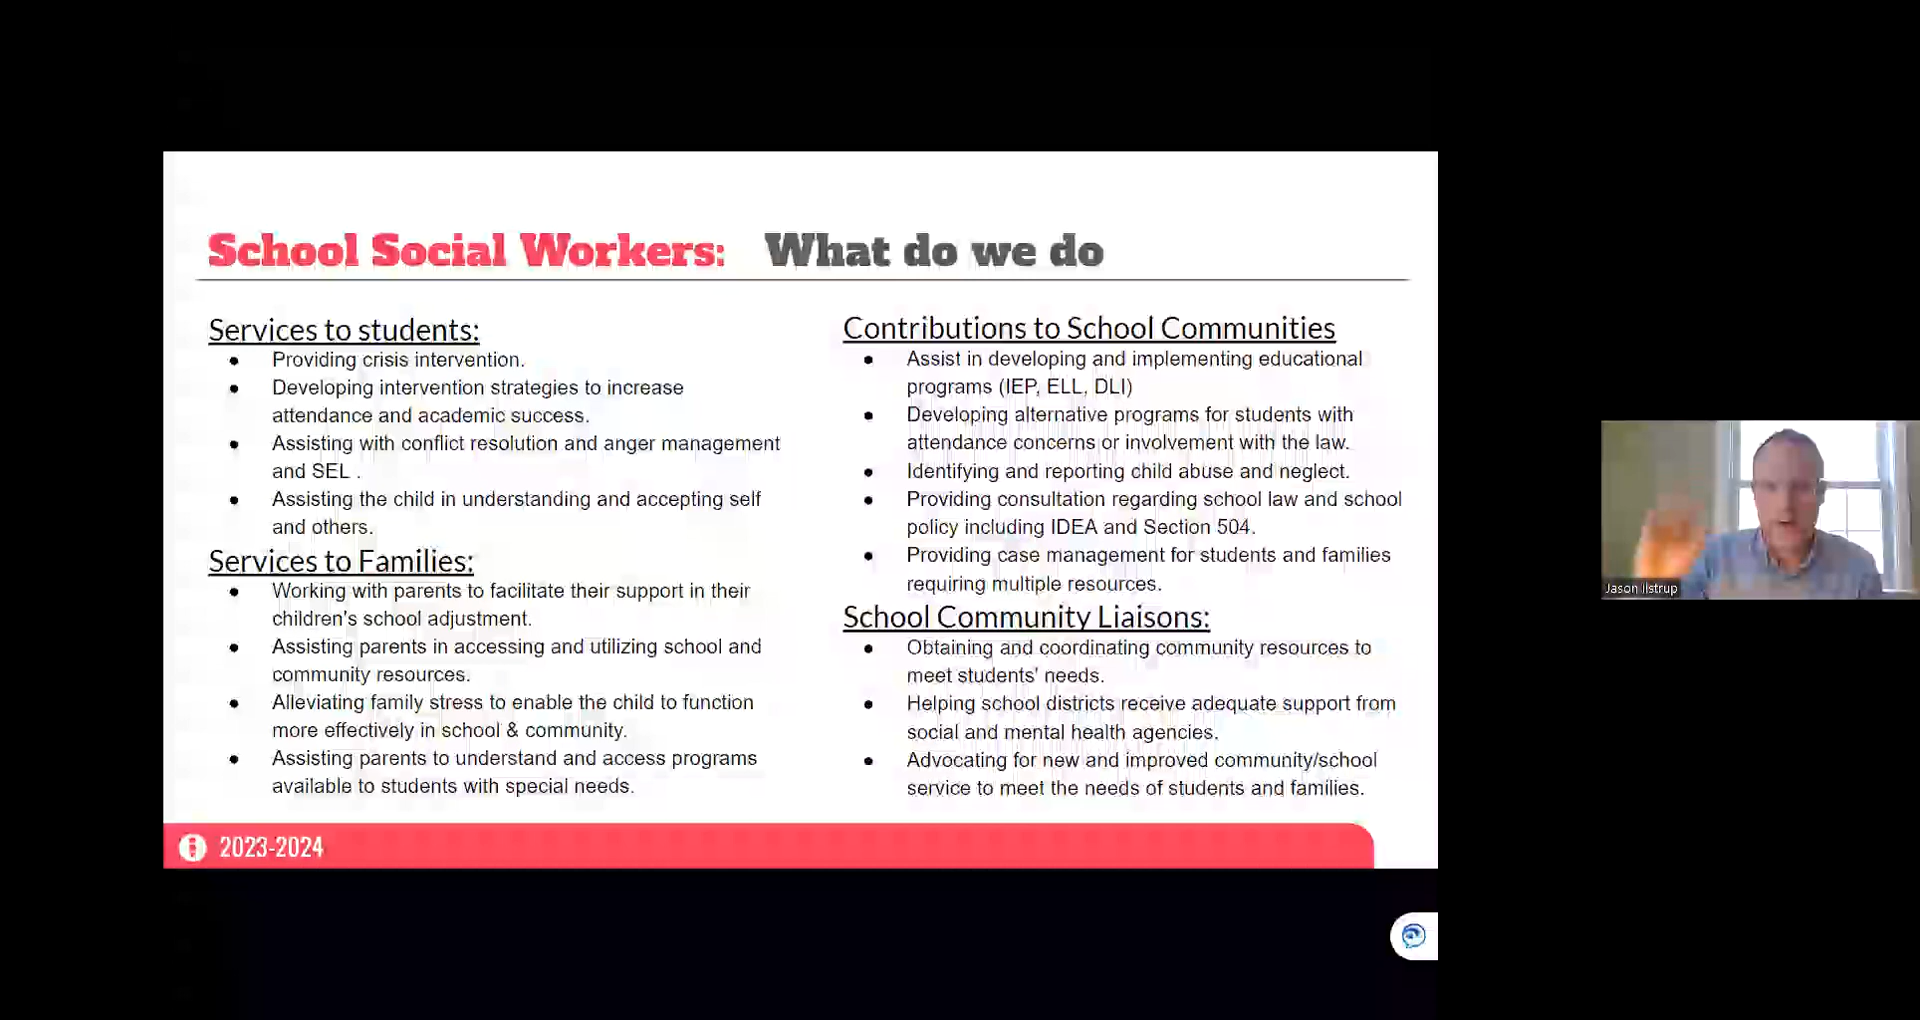 School Social Workers: What do we do
Services to students:
● Providing crisis intervention.
● Developing intervention strategies to increase
attendance and academic success.
● Assisting with conflict resolution and anger management
and SEL .
● Assisting the child in understanding and accepting self
and others.
Services to Families:
● Working with parents to facilitate their support in their
children's school adjustment.
● Assisting parents in accessing and utilizing school and
community resources.
● Alleviating family stress to enable the child to function
more effectively in school & community.
● Assisting parents to understand and access programs
available to students with special needs.
Contributions to School Communities
● Assist in developing and implementing educational
programs (IEP, ELL, DLI)
● Developing alternative programs for students with
attendance concerns or involvement with the law.
● Identifying and reporting child abuse and neglect.
● Providing consultation regarding school law and school
policy including IDEA and Section 504.
● Providing case management for students and families
requiring multiple resources.
School Community Liaisons:
● Obtaining and coordinating community resources to
meet students' needs.
● Helping school districts receive adequate support from
social and mental health agencies.
● Advocating for new and improved community/school
service to meet the needs of students and families.
2023-2024
Jason Ilstrup